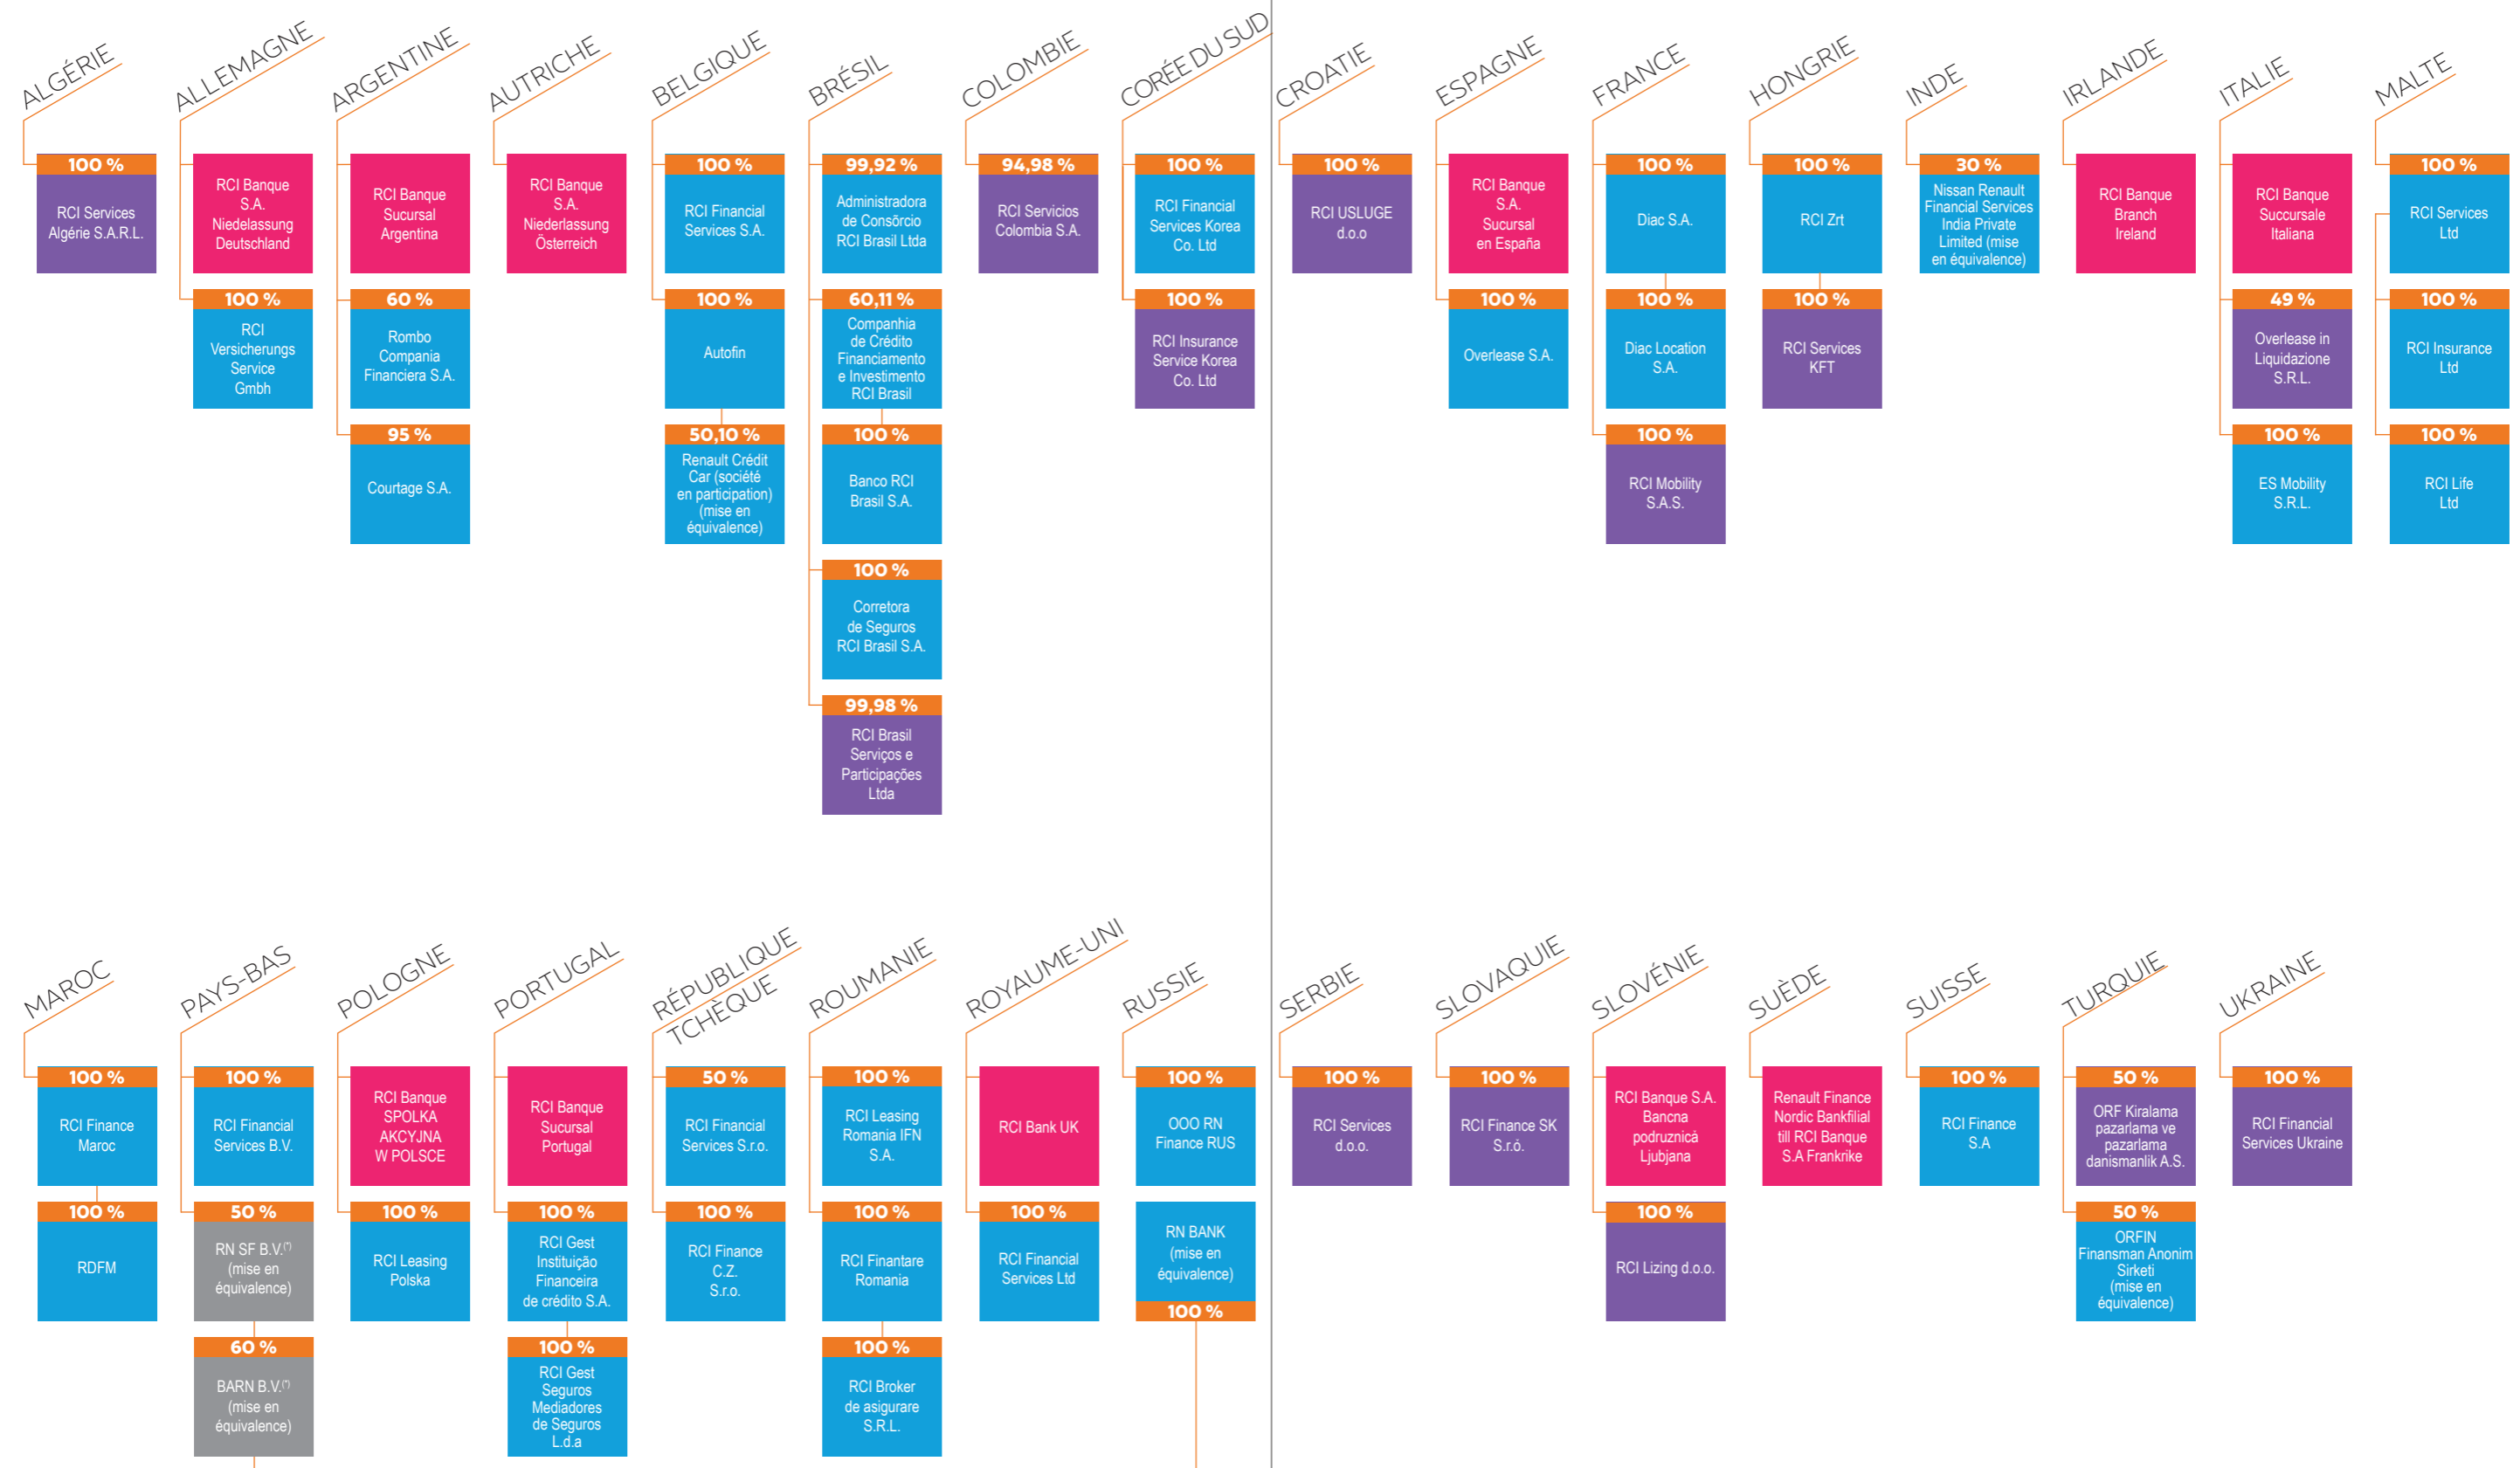 ALGÉRIE
100 %
RCI Services
Algérie S.A.R.L.
ALLEMAGNE
RCI Banque
S.A.
Niedelassung
Deutschland
100 %
RCI
Versicherungs
Service
Gmbh
ARGENTINE
RCI Banque
Sucursal
Argentina
60 %
Rombo
Compania
Financiera S.A.
95 %
Courtage S.A.
AUTRICHE
RCI Banque
S.A.
Niederlassung
Österreich
BELGIQUE
100 %
RCI Financial
Services S.A.
100 %
Autofin
50,10 %
Renault Crédit
Car (société
en participation)
(mise en
équivalence)
BRÉSIL
99,92 %
Administradora
de Consõrcio
RCI Brasil Ltda
60,11 %
Companhia
de Crédito
Financiamento
e Investimento
RCI Brasil
100 %
Banco RCI
Brasil S.A.
100 %
Corretora
de Seguros
RCI Brasil S.A.
99,98 %
RCI Brasil
Serviços e
Participações
Ltda
COLOMBIE
94,98 %
RCI Servicios
Colombia S.A.
CORÉE DU SUD
100 %
RCI Financial
Services Korea
Co. Ltd
100 %
RCI Insurance
Service Korea
Co. Ltd
CROATIE
100 %
RCI USLUGE
d.o.o
ESPAGNE
RCI Banque
S.A.
Sucursal
en España
100 %
Overlease S.A.
FRANCE
100 %
Diac S.A.
100 %
Diac Location
S.A.
100 %
RCI Mobility
S.A.S.
HONGRIE
100 %
RCI Zrt
100 %
RCI Services
KFT
INDE
30 %
Nissan Renault
Financial Services
India Private
Limited (mise
en équivalence)
IRLANDE
RCI Banque
Branch
Ireland
ITALIE
RCI Banque
Succursale
Italiana
49 %
Overlease in
Liquidazione
S.R.L.
100 %
ES Mobility
S.R.L.
MALTE
100 %
RCI Services
Ltd
100 %
RCI Insurance
Ltd
100 %
RCI Life
Ltd
MAROC
100 %
RCI Finance
Maroc
100 %
RDFM
PAYS-BAS
100 %
RCI Financial
Services B.V.
50 %
RN SF B.V.(*)
(mise en
équivalence)
60 %
BARN B.V.(*)
(mise en
équivalence)
POLOGNE
RCI Banque
SPOLKA
AKCYJNA
W POLSCE
100 %
RCI Leasing
Polska
PORTUGAL
RCI Banque
Sucursal
Portugal
100 %
RCI Gest
Instituição
Financeira
de crédito S.A.
100 %
RCI Gest
Seguros
Mediadores
de Seguros
L.d.a
RÉPUBLIQUE
TCHÈQUE
50 %
RCI Financial
Services S.r.o.
100 %
RCI Finance
C.Z.
S.r.o.
ROUMANIE
100 %
RCI Leasing
Romania IFN
S.A.
100 %
RCI Finantare
Romania
100 %
RCI Broker
de asigurare
S.R.L.
ROYAUME-UNI
RCI Bank UK
100 %
RCI Financial
Services Ltd
RUSSIE
100 %
OOO RN
Finance RUS
RN BANK
(mise en
équivalence)
100 %
SERBIE
100 %
RCI Services
d.o.o.
SLOVAQUIE
100 %
RCI Finance SK
S.r.ó.
SLOVÉNIE
RCI Banque S.A.
Bancna
podruznicá
Ljubjana
100 %
RCI Lizing d.o.o.
SUÈDE
Renault Finance
Nordic Bankfilial
till RCI Banque
S.A Frankrike
SUISSE
100 %
RCI Finance
S.A
TURQUIE
50 %
ORF Kiralama
pazarlama ve
pazarlama
danismanlik A.S.
50 %
ORFIN
Finansman Anonim
Sirketi
(mise en
équivalence)
UKRAINE
100 %
RCI Financial
Services Ukraine